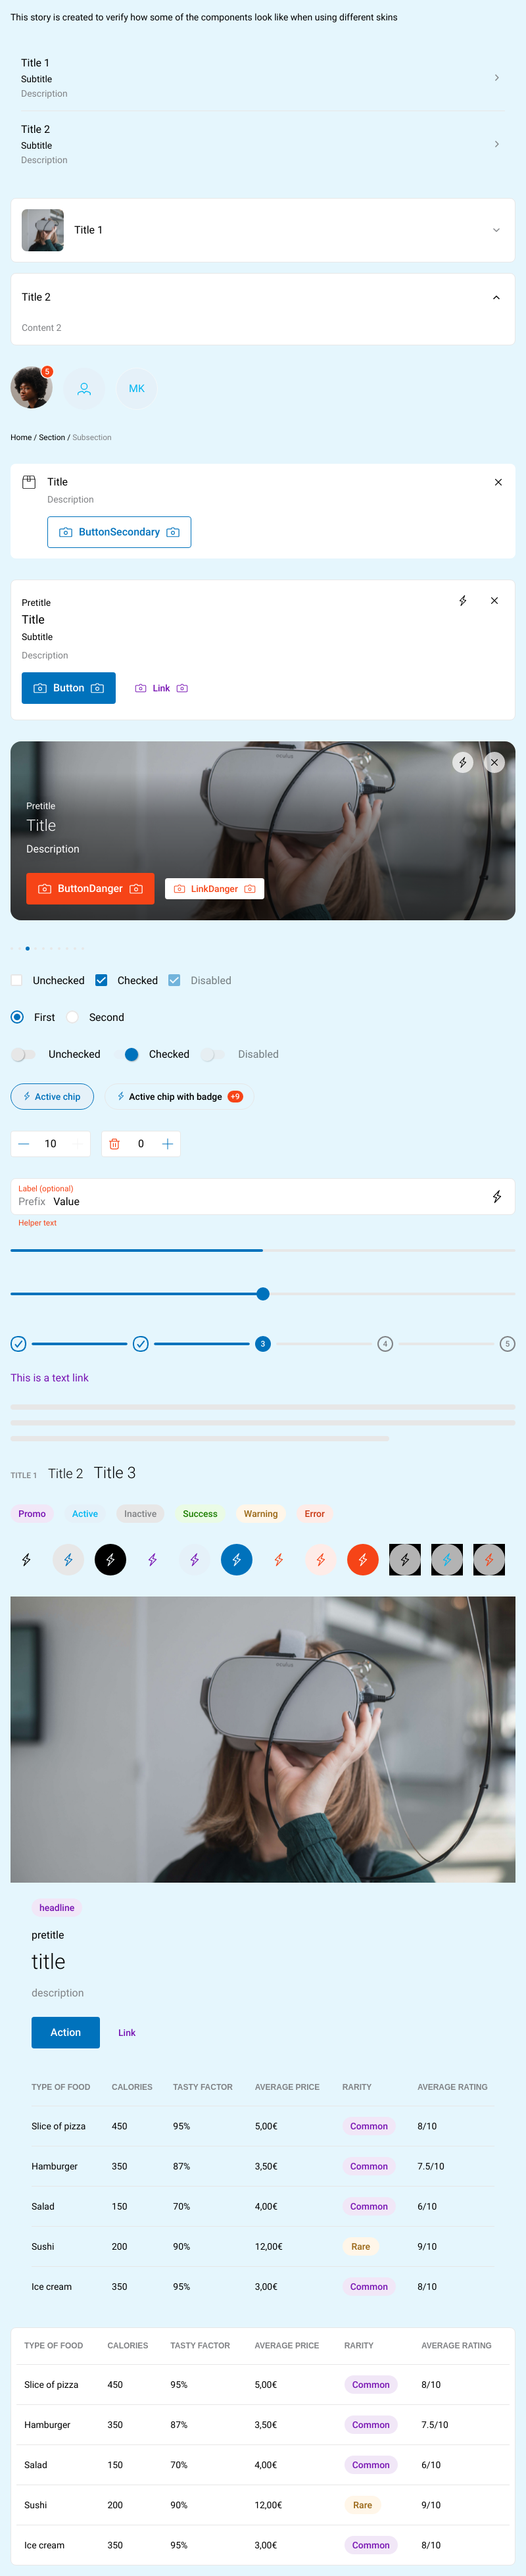 This story is created to verify how some of the components look like when using different skins
Title 1
Subtitle
Description
Title 2
Subtitle
Description
Title 1
Title 2
Content 2
5
MK
Home / Section / Subsection
Title
Description
ButtonSecondary
Pretitle
Title
Subtitle
Description
Button Link
oculus
Pretitle
Title
Description
ButtonDanger LinkDanger
Unchecked Checked Disabled
First Second
Unchecked Checked Disabled
Active chip Active chip with badge +9
10 0
Label (optional)
Prefix Value
Helper text
3 4 5
This is a text link
TITLE 1 Title 2 Title 3
Promo Active Inactive Success Warning Error
oculus
headline
pretitle
title
description
Action Link
TYPE OF FOOD CALORIES TASTY FACTOR AVERAGE PRICE RARITY AVERAGE RATING
Slice of pizza 450 95% 5,00€ Common 8/10
Hamburger 350 87% 3,50€ Common 7.5/10
Salad 150 70% 4,00€ Common 6/10
Sushi 200 90% 12,00€ Rare 9/10
Ice cream 350 95% 3,00€ Common 8/10
TYPE OF FOOD CALORIES TASTY FACTOR AVERAGE PRICE RARITY AVERAGE RATING
Slice of pizza 450 95% 5,00€ Common 8/10
Hamburger 350 87% 3,50€ Common 7.5/10
Salad 150 70% 4,00€ Common 6/10
Sushi 200 90% 12,00€ Rare 9/10
Ice cream 350 95% 3,00€ Common 8/10